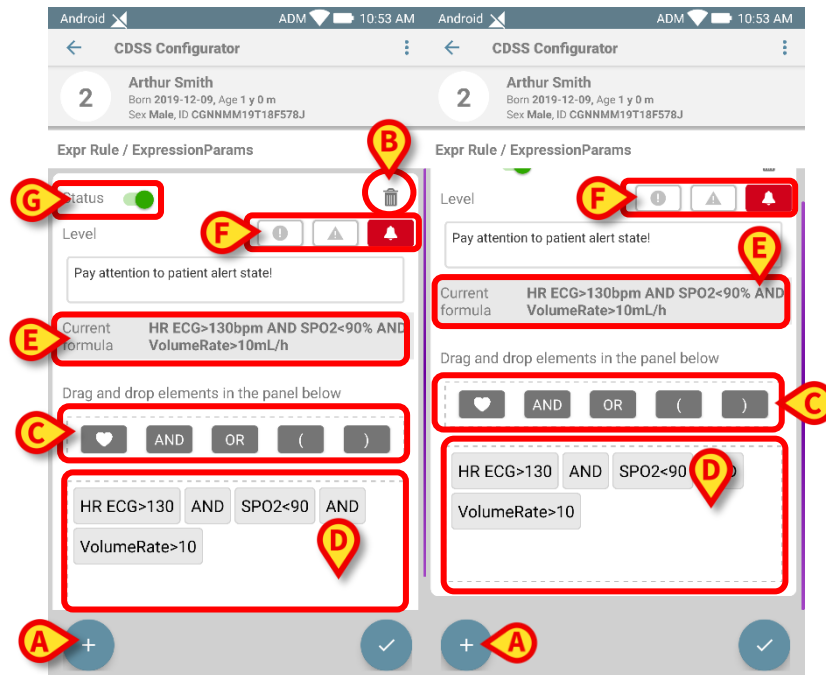 Android ADM 10:53 AM
CDSS Configurator
2
Arthur Smith
Born 2019-12-09, Age 1 y 0 m
Sex Male, ID CGNNMM19T18F578J
Expr Rule / ExpressionParams
B
G
Status
Level
F
Pay attention to patient alert state!
E
Current formula
HR ECG>130bpm AND SPO2<90% AND
VolumeRate>10mL/h
Drag and drop elements in the panel below
C
AND OR ( )
HR ECG>130 AND SPO2<90 AND
VolumeRate>10
D
A
+
Android ADM 10:53 AM
CDSS Configurator
2
Arthur Smith
Born 2019-12-09, Age 1 y 0 m
Sex Male, ID CGNNMM19T18F578J
Expr Rule / ExpressionParams
Level
F
Pay attention to patient alert state!
E
Current formula
HR ECG>130bpm AND SPO2<90% AND
VolumeRate>10mL/h
Drag and drop elements in the panel below
AND OR ( )
C
HR ECG>130 AND SPO2<90
D
VolumeRate>10
+
A